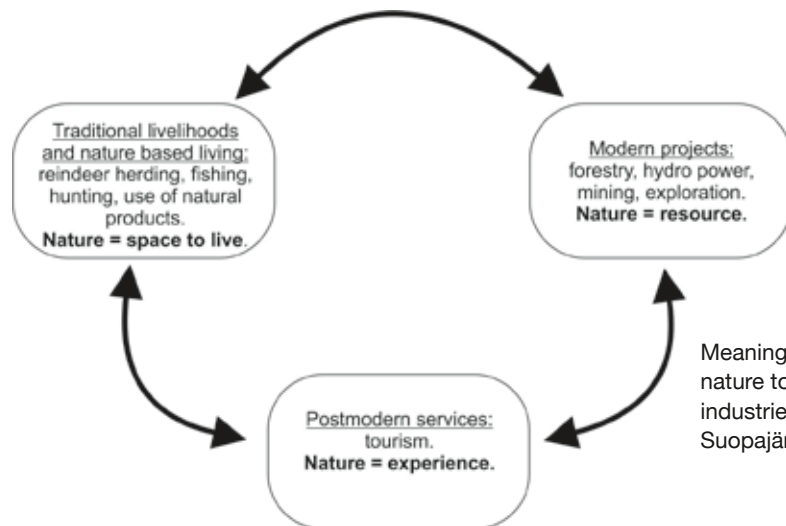 Traditional livelihoods
and nature based living:
reindeer herding, fishing,
hunting, use of natural
products.
Nature = space to live.
Modern projects:
forestry, hydro power,
mining, exploration.
Nature = resource.
Postmodern services:
tourism.
Nature = experience.
Meaning
nature to
industrie
Suopajär